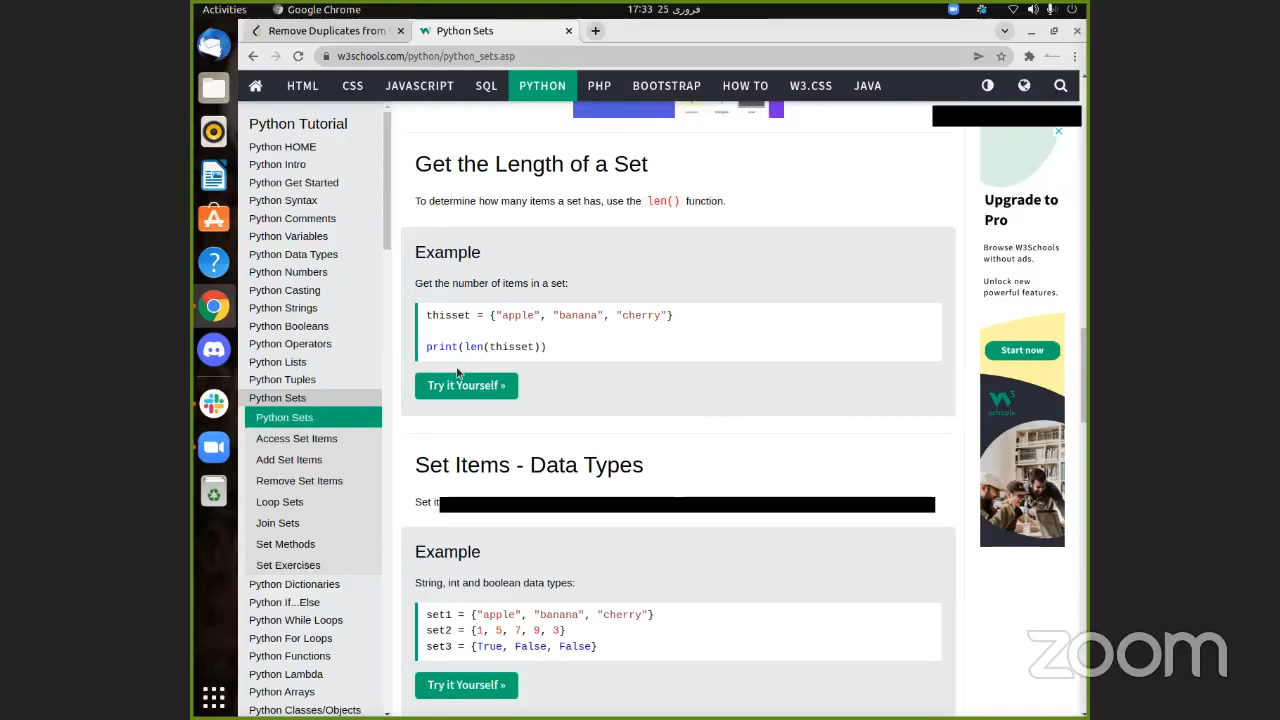 Activities
Google Chrome
17:33 25 فروری
Remove Duplicates from
Python Sets
w3schools.com/python/python_sets.asp
HTML CSS JAVASCRIPT SQL PYTHON PHP BOOTSTRAP HOW TO W3.CSS JAVA
Python Tutorial
Python HOME
Python Intro
Python Get Started
Python Syntax
Python Comments
Python Variables
Python Data Types
Python Numbers
Python Casting
Python Strings
Python Booleans
Python Operators
Python Lists
Python Tuples
Python Sets
Python Sets
Access Set Items
Add Set Items
Remove Set Items
Loop Sets
Join Sets
Set Methods
Set Exercises
Python Dictionaries
Python If...Else
Python While Loops
Python For Loops
Python Functions
Python Lambda
Python Arrays
Python Classes/Objects
Get the Length of a Set
To determine how many items a set has, use the len() function.
Example
Get the number of items in a set:
thisset = {"apple", "banana", "cherry"}
print(len(thisset))
Try it Yourself »
Set Items - Data Types
Set it
Example
String, int and boolean data types:
set1 = {"apple", "banana", "cherry"}
set2 = {1, 5, 7, 9, 3}
set3 = {True, False, False}
Try it Yourself »
Upgrade to
Pro
Browse W3Schools
without ads.
Unlock new
powerful features.
Start now
W3
schools
zoom